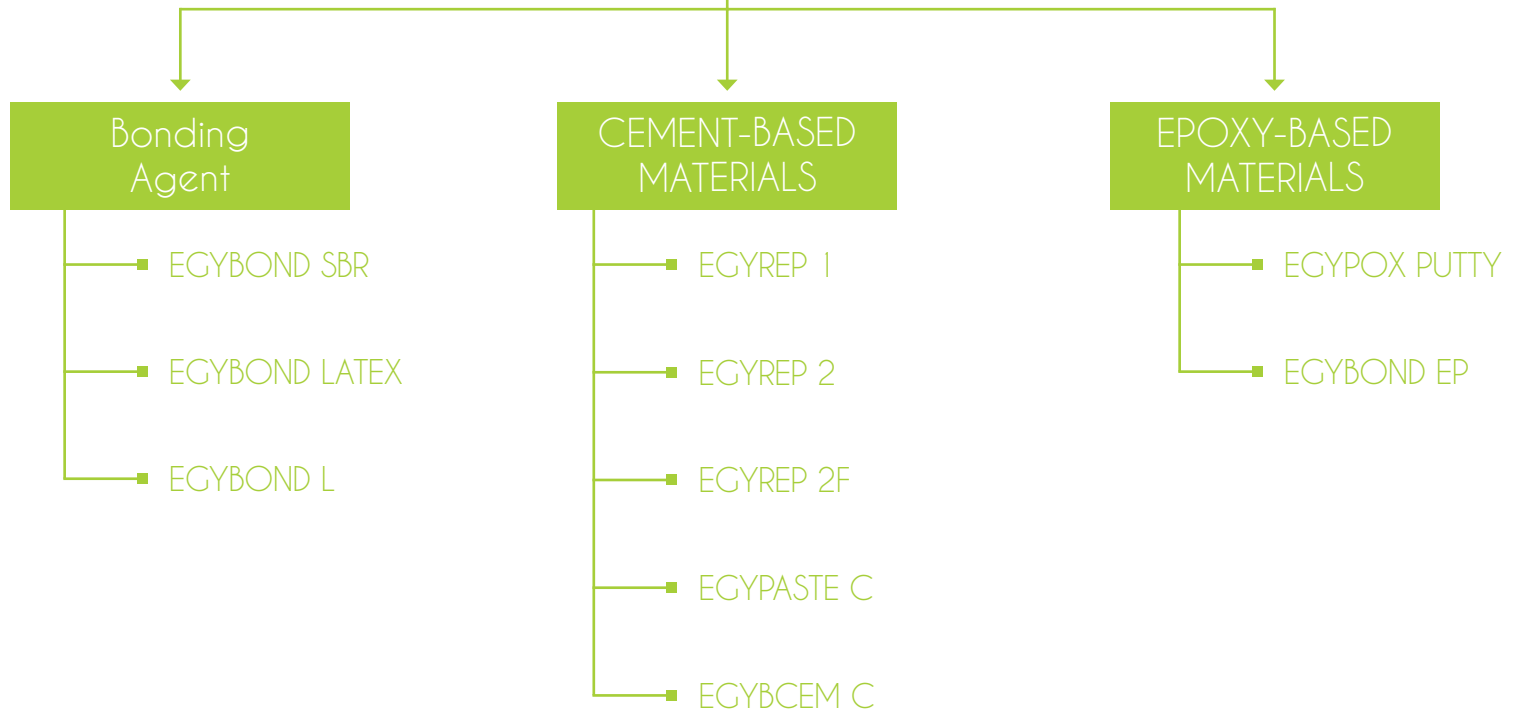 Bonding
Agent
EGYBOND SBR
EGYBOND LATEX
EGYBOND L
CEMENT-BASED
MATERIALS
EGYREP 1
EGYREP 2
EGYREP 2F
EGYPASTE C
EGYBCEM C
EPOXY-BASED
MATERIALS
EGYPOX PUTTY
EGYBOND EP